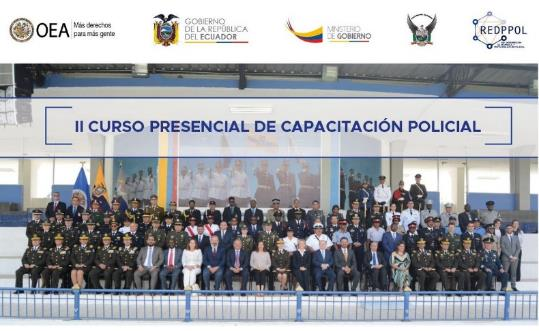 OEA
Más derechos
para más gente
GOBIERNO
DE LA REPÚBLICA
DEL ECUADOR
MINISTERIO
DE GOBIERNO
REDPPOL
II CURSO PRESENCIAL DE CAPACITACIÓN POLICIAL